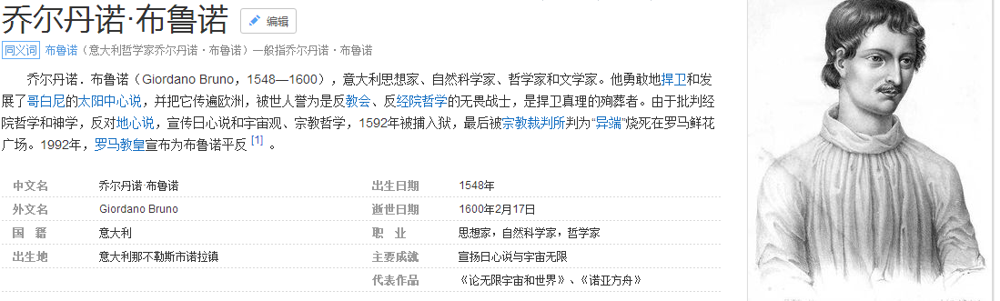 乔尔丹诺·布鲁诺 编辑
同义词 布鲁诺（意大利哲学家乔尔丹诺·布鲁诺）一般指乔尔丹诺·布鲁诺
乔尔丹诺．布鲁诺（Giordano Bruno，1548—1600），意大利思想家、自然科学家、哲学家和文学家。他勇敢地捍卫和发
展了哥白尼的太阳中心说，并把它传遍欧洲，被世人誉为是反教会、反经院哲学的无畏战士，是捍卫真理的殉葬者。由于批判经
院哲学和神学，反对地心说，宣传日心说和宇宙观、宗教哲学，1592年被捕入狱，最后被宗教裁判所判为“异端”烧死在罗马鲜花
广场。1992年，罗马教皇宣布为布鲁诺平反 [1] 。
中文名 乔尔丹诺·布鲁诺 出生日期 1548年
外文名 Giordano Bruno 逝世日期 1600年2月17日
国 籍 意大利 职 业 思想家，自然科学家，哲学家
出生地 意大利那不勒斯市诺拉镇 主要成就 宣扬日心说与宇宙无限
代表作品 《论无限宇宙和世界》、《诺亚方舟》